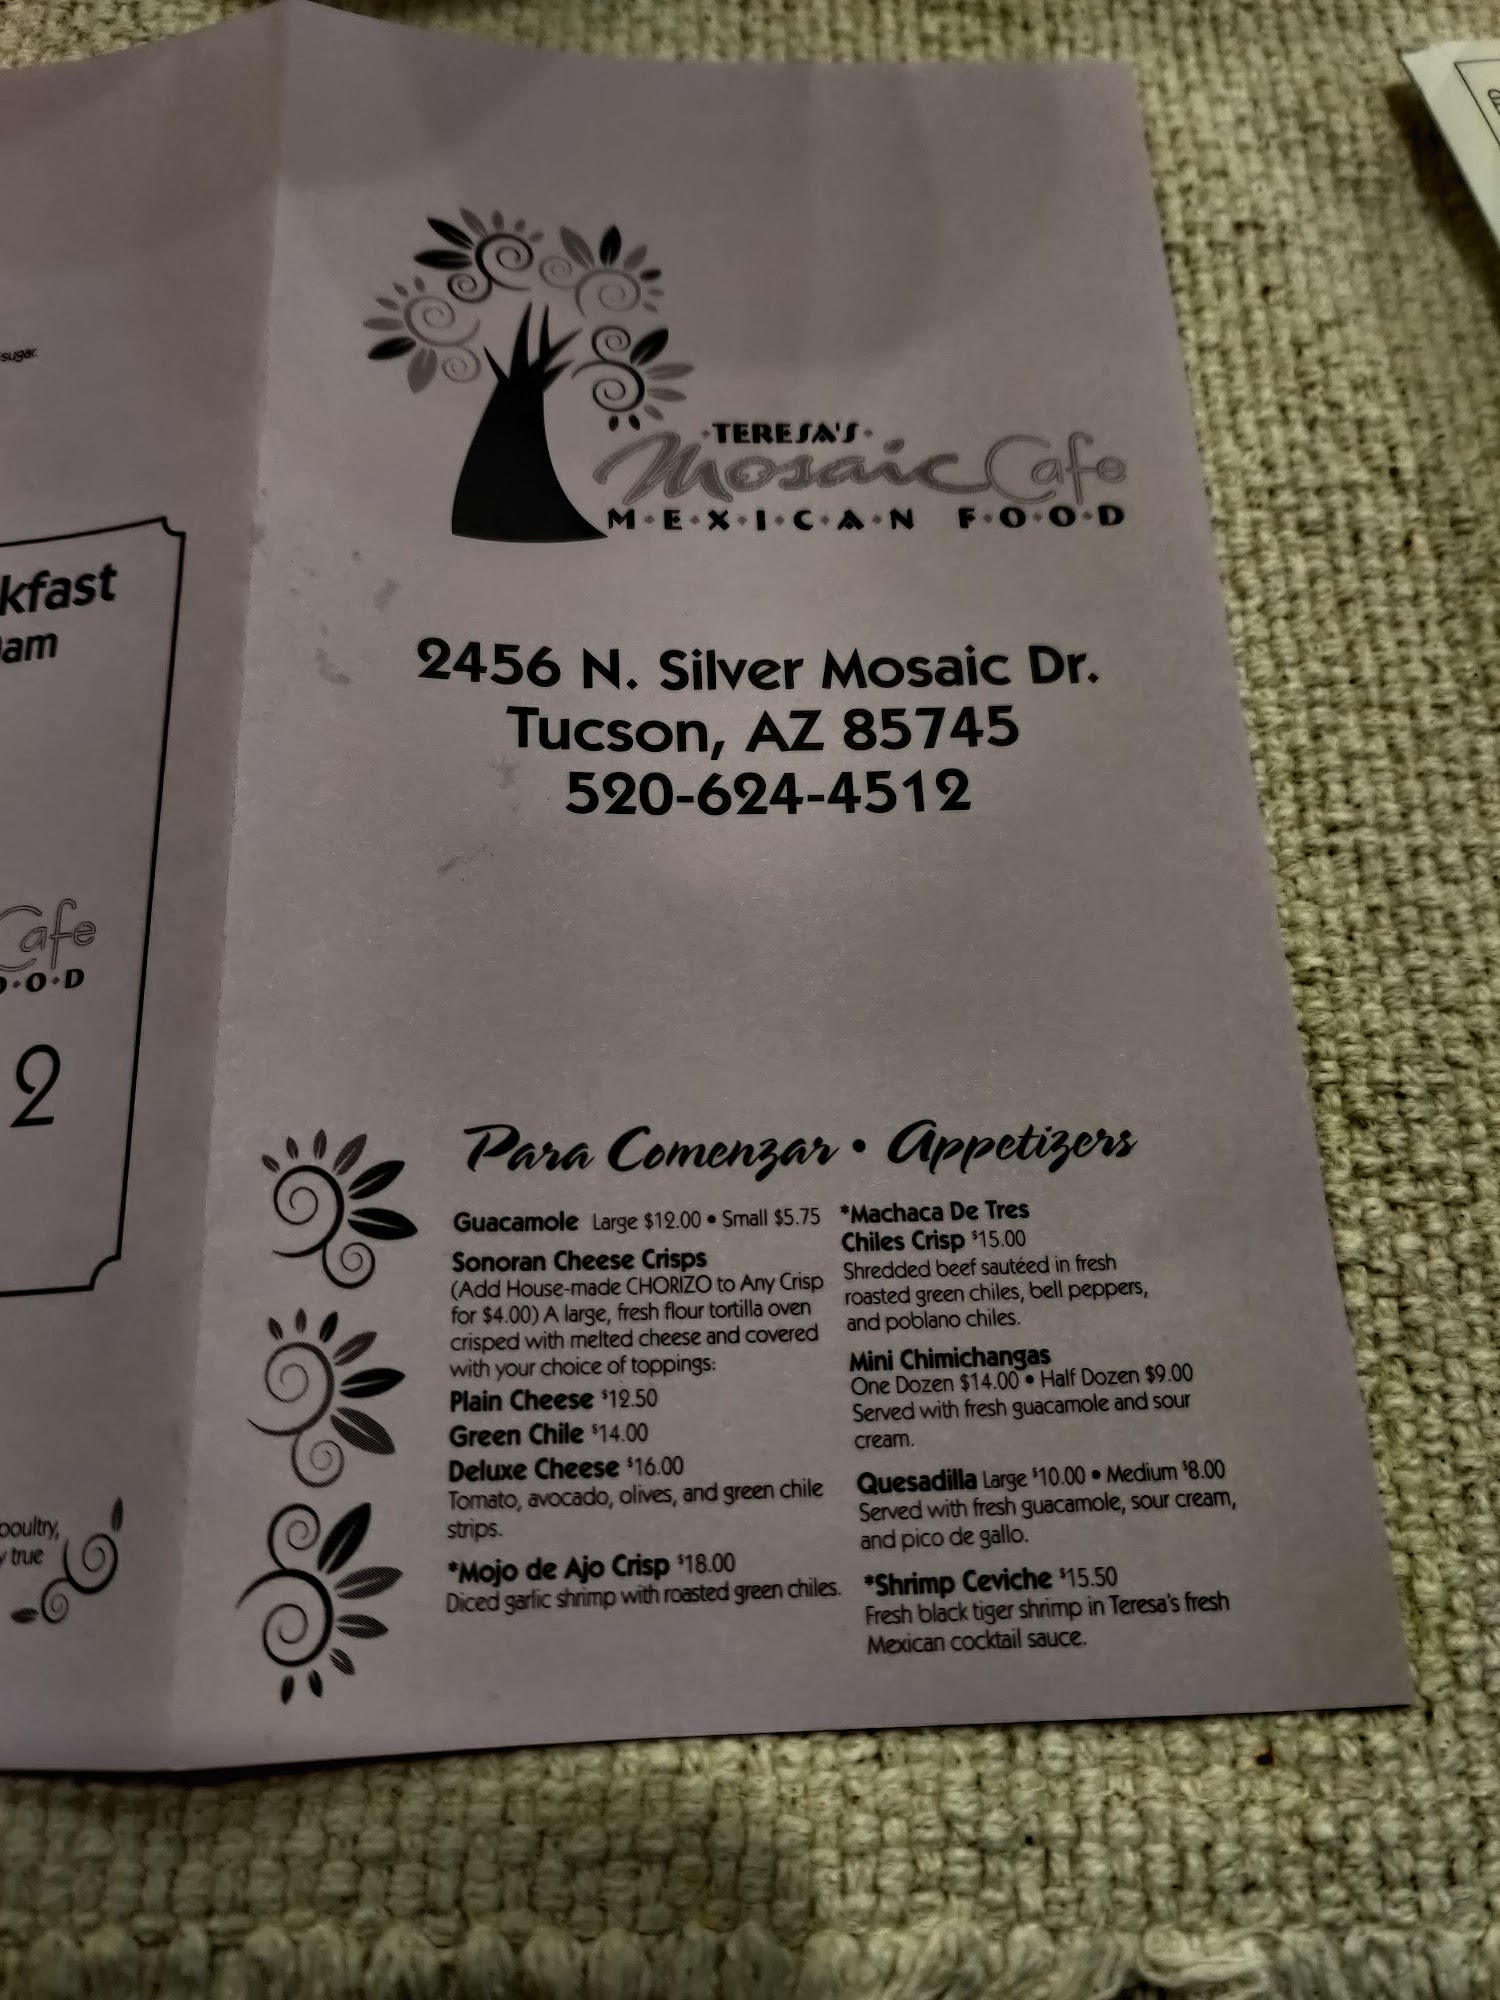 sugar.
kfast
am
Cafe
O•D
2
poultry,
true
•TERESA'S•
Mosaic Cafe
M•E•X•I•C•A•N F•O•O•D
2456 N. Silver Mosaic Dr.
Tucson, AZ 85745
520-624-4512
Para Comenzar • Appetizers
Guacamole Large $12.00 • Small $5.75
Sonoran Cheese Crisps
(Add House-made CHORIZO to Any Crisp
for $4.00) A large, fresh flour tortilla oven
crisped with melted cheese and covered
with your choice of toppings:
Plain Cheese $12.50
Green Chile $14.00
Deluxe Cheese $16.00
Tomato, avocado, olives, and green chile
strips.
*Mojo de Ajo Crisp $18.00
Diced garlic shrimp with roasted green chiles.
*Machaca De Tres
Chiles Crisp $15.00
Shredded beef sautéed in fresh
roasted green chiles, bell peppers,
and poblano chiles.
Mini Chimichangas
One Dozen $14.00 • Half Dozen $9.00
Served with fresh guacamole and sour
cream.
Quesadilla Large $10.00 • Medium $8.00
Served with fresh guacamole, sour cream,
and pico de gallo.
*Shrimp Ceviche $15.50
Fresh black tiger shrimp in Teresa's fresh
Mexican cocktail sauce.